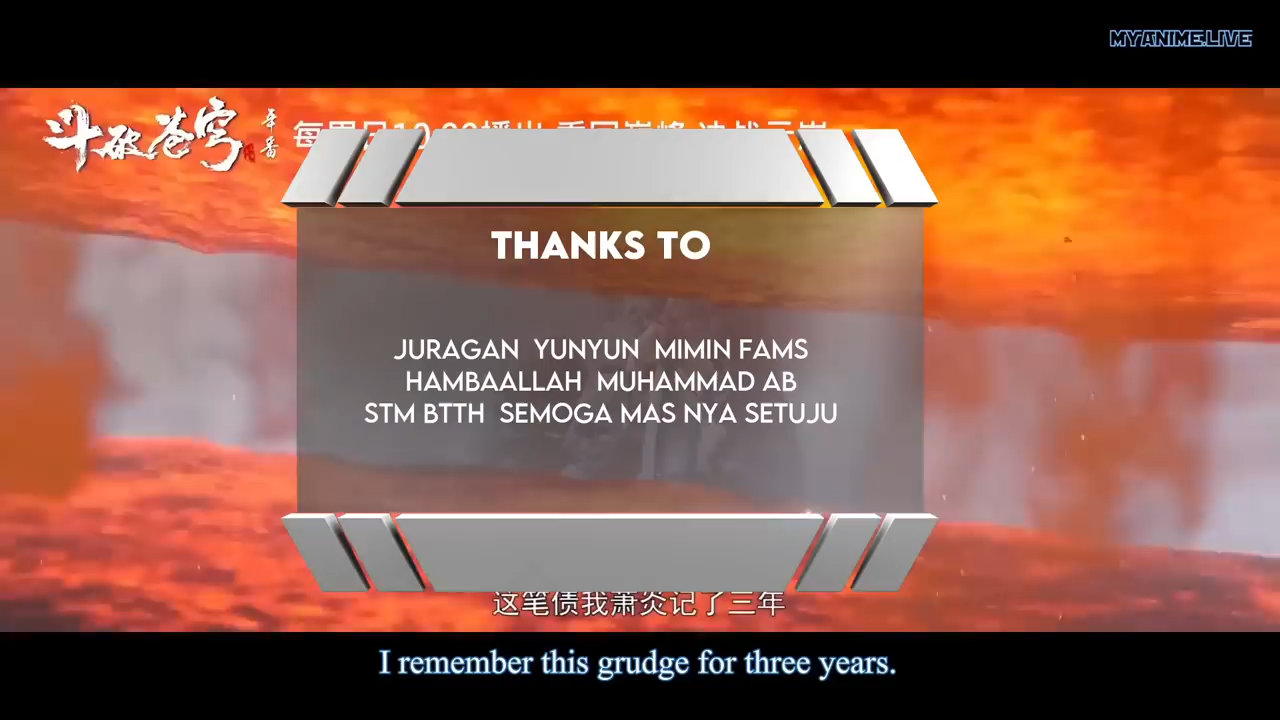 MYANIME.LIVE
斗破苍穹
年番
THANKS TO
JURAGAN YUNYUN MIMIN FAMS
HAMBAALLAH MUHAMMAD AB
STM BTTH SEMOGA MAS NYA SETUJU
这笔债我萧炎记了三年
I remember this grudge for three years.